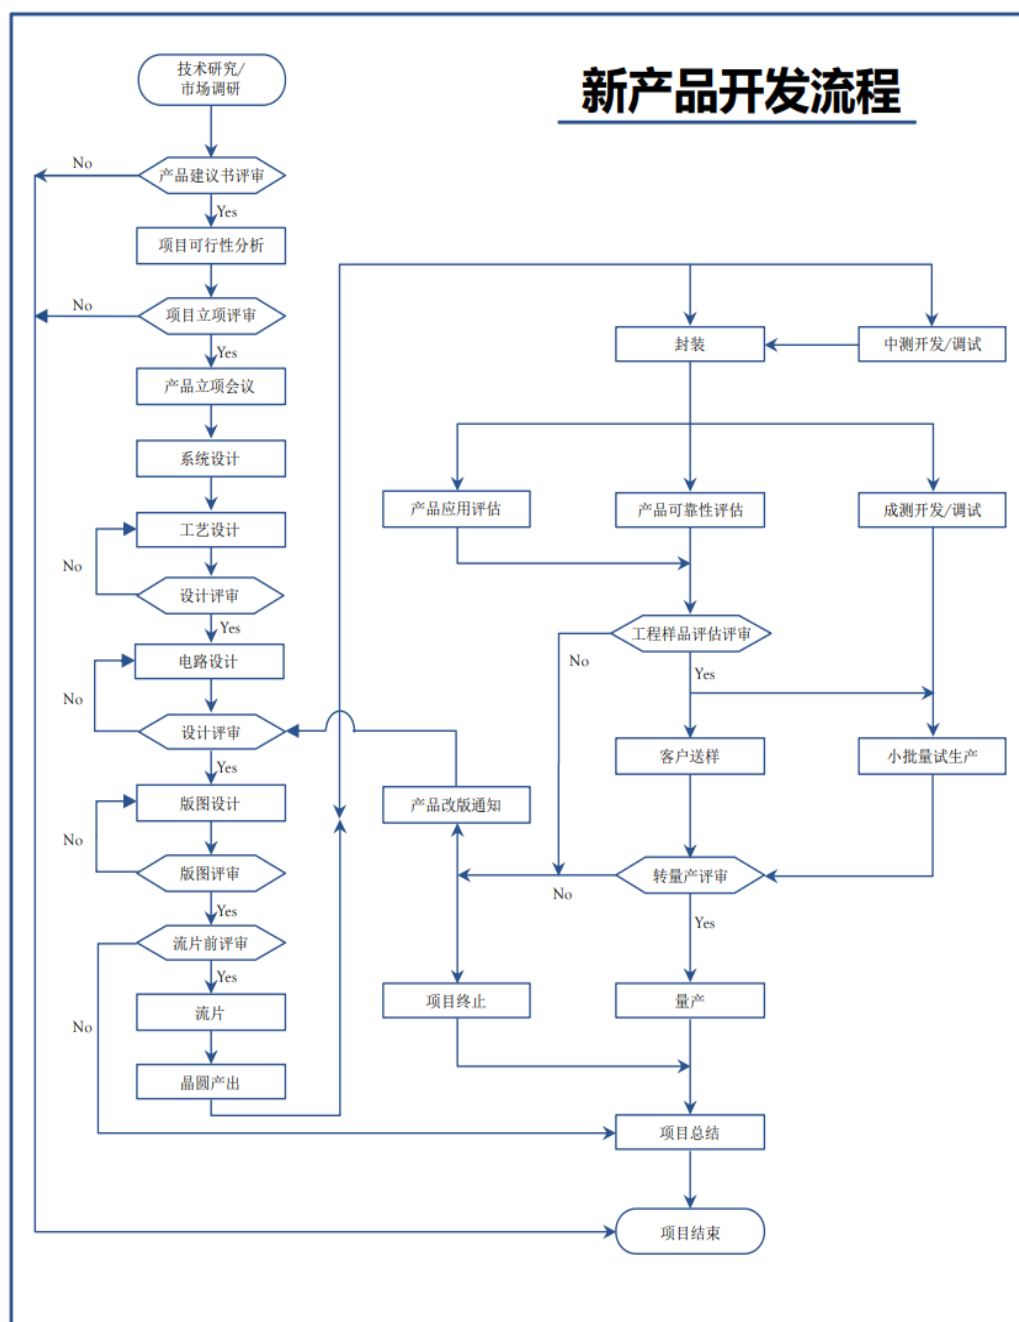 新产品开发流程
技术研究/
市场调研
No
产品建议书评审
Yes
项目可行性分析
No
项目立项评审
Yes
产品立项会议
系统设计
工艺设计
No
设计评审
Yes
电路设计
No
设计评审
Yes
版图设计
No
版图评审
Yes
流片前评审
Yes
No
流片
晶圆产出
封装
中测开发/调试
产品应用评估
产品可靠性评估
成测开发/调试
工程样品评估评审
No
Yes
客户送样
小批量试生产
产品改版通知
转量产评审
No
Yes
项目终止
量产
项目总结
项目结束